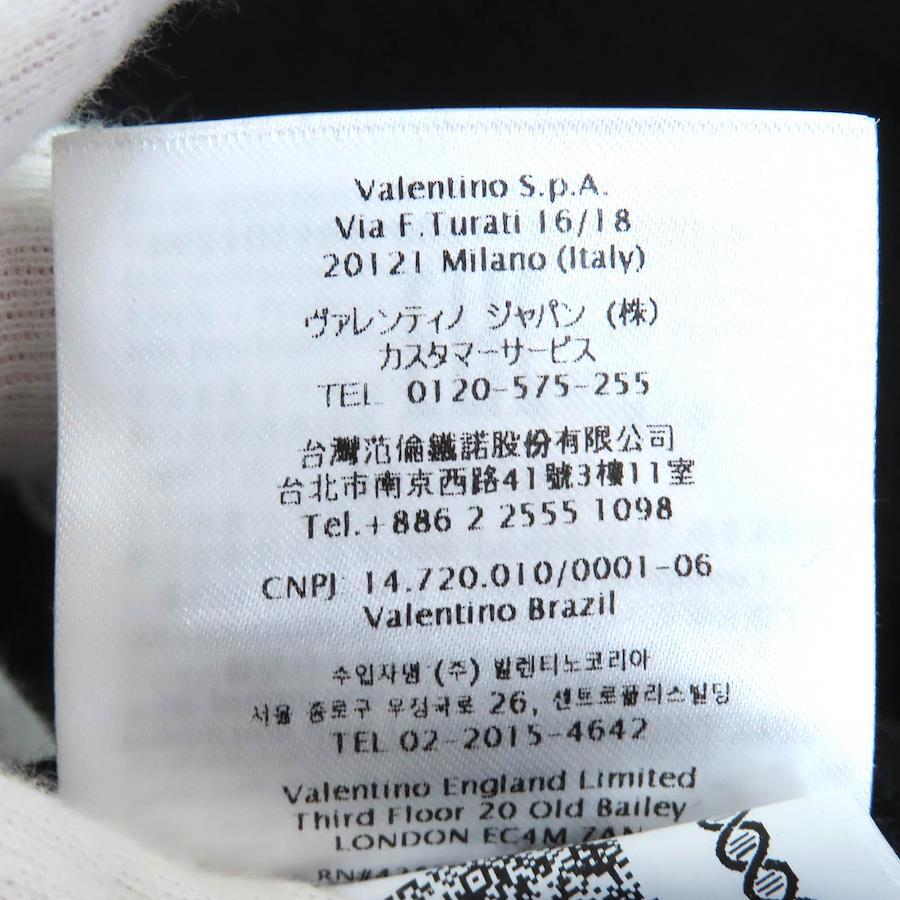 Valentino S.p.A.
Via F.Turati 16/18
20121 Milano (Italy)
ヴァレンティノ ジャパン (株)
カスタマーサービス
TEL 0120-575-255
台灣范倫鐵諾股份有限公司
台北市南京西路41號3樓11室
Tel.+886 2 2555 1098
CNPJ 14.720.010/0001-06
Valentino Brazil
수입자명 (주) 발렌티노코리아
서울 종로구 우정국로 26, 센트로폴리스빌딩
TEL 02-2015-4642
Valentino England Limited
Third Floor 20 Old Bailey
LONDON EC4M 7AN